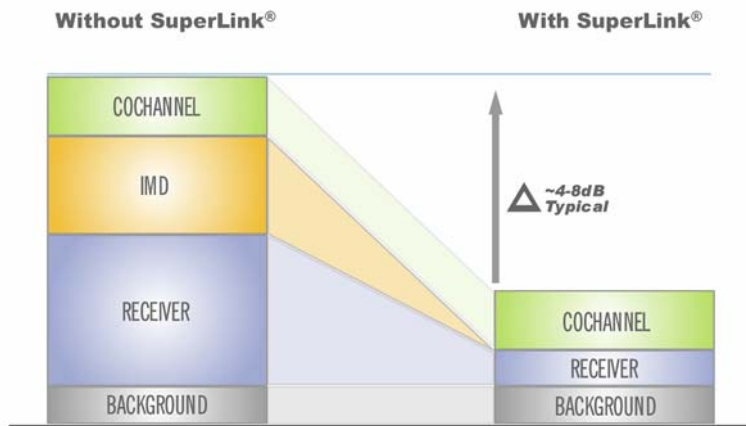 Without SuperLink®
With SuperLink®
COCHANNEL
IMD
RECEIVER
BACKGROUND
Δ ~4-8dB
Typical
COCHANNEL
RECEIVER
BACKGROUND